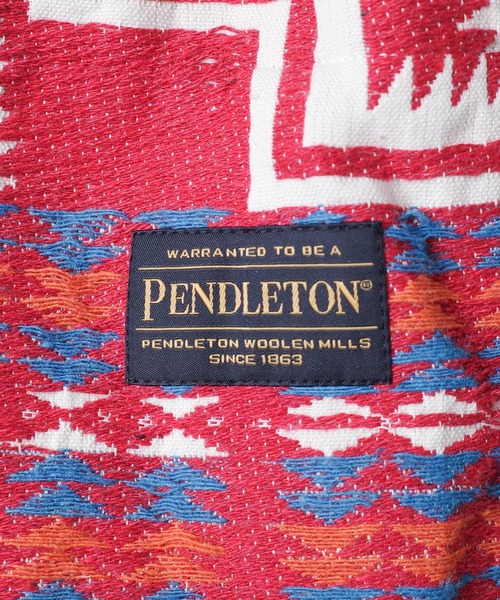 WARRANTED TO BE A
PENDLETON®
PENDLETON WOOLEN MILLS
SINCE 1863